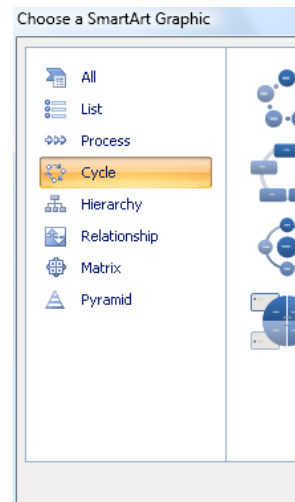 Choose a SmartArt Graphic
All
List
Process
Cycle
Hierarchy
Relationship
Matrix
Pyramid